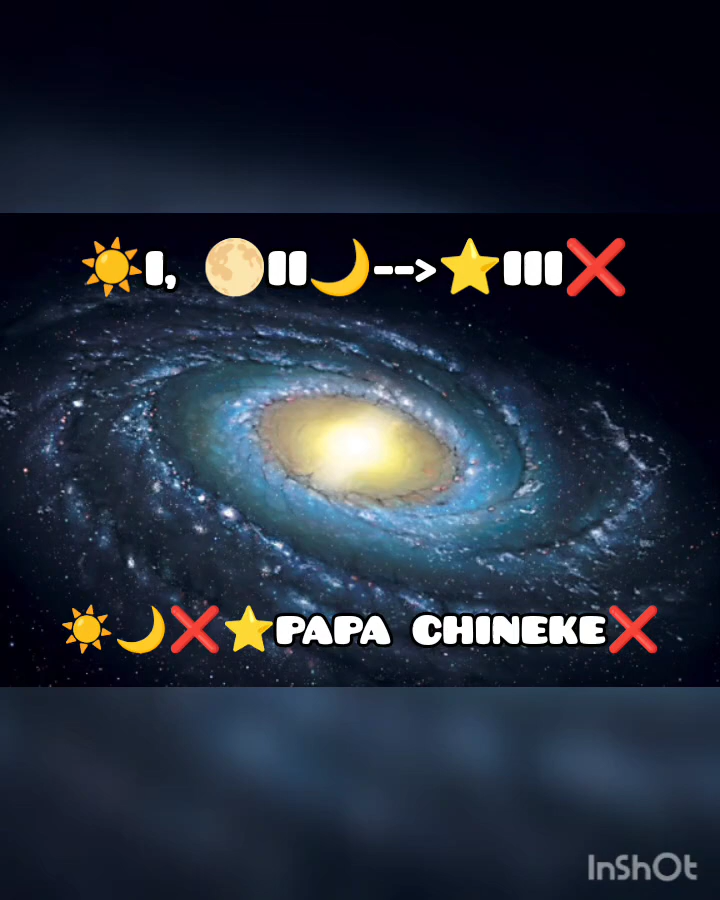 ☀️I, 🌕II🌙-->⭐III❌
☀️🌙❌⭐PAPA CHINEKE❌
InShOt